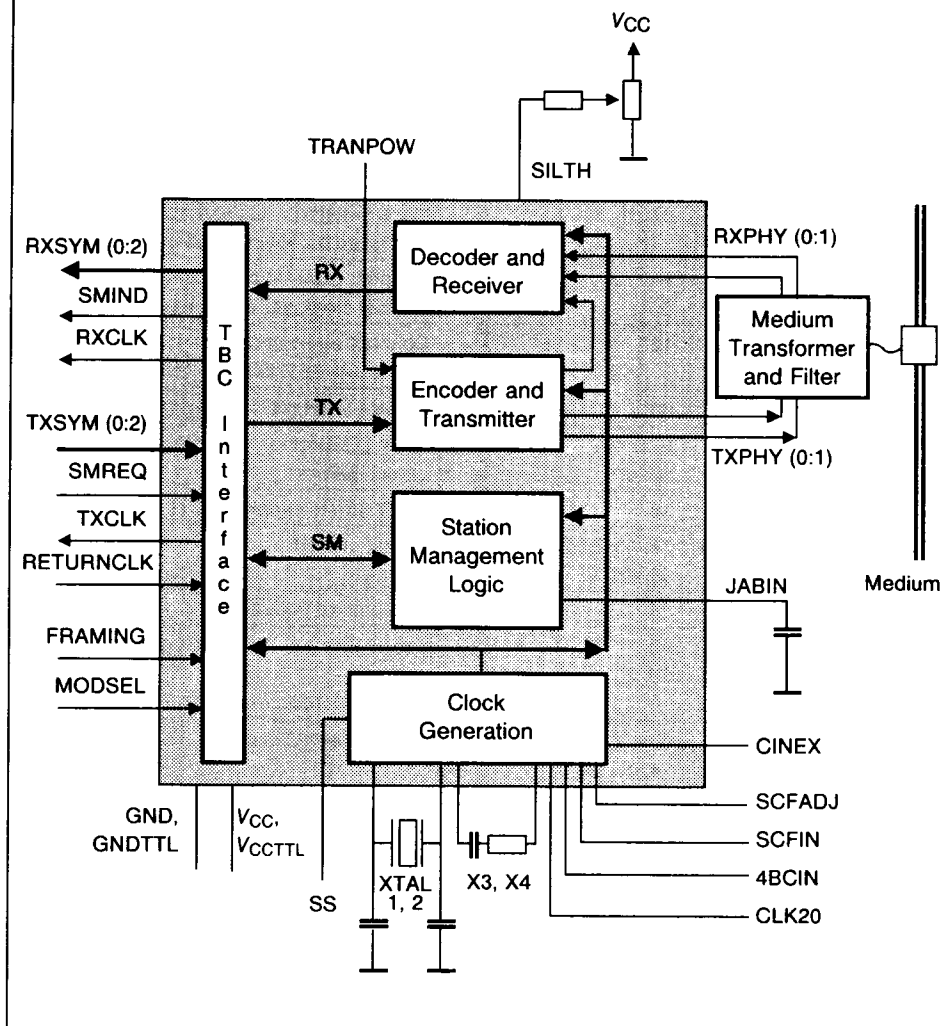 VCC
TRANPOW
SILTH
RXSYM (0:2)
SMIND
RXCLK
TXSYM (0:2)
SMREQ
TXCLK
RETURNCLK
FRAMING
MODSEL
TBC Interface
RX
TX
SM
Decoder and
Receiver
Encoder and
Transmitter
Station
Management
Logic
Clock
Generation
RXPHY (0:1)
Medium
Transformer
and Filter
TXPHY (0:1)
Medium
JABIN
CINEX
SCFADJ
SCFIN
4BCIN
CLK20
GND,
GNDTTL
VCC,
VCCTTL
SS
XTAL
1, 2
X3, X4